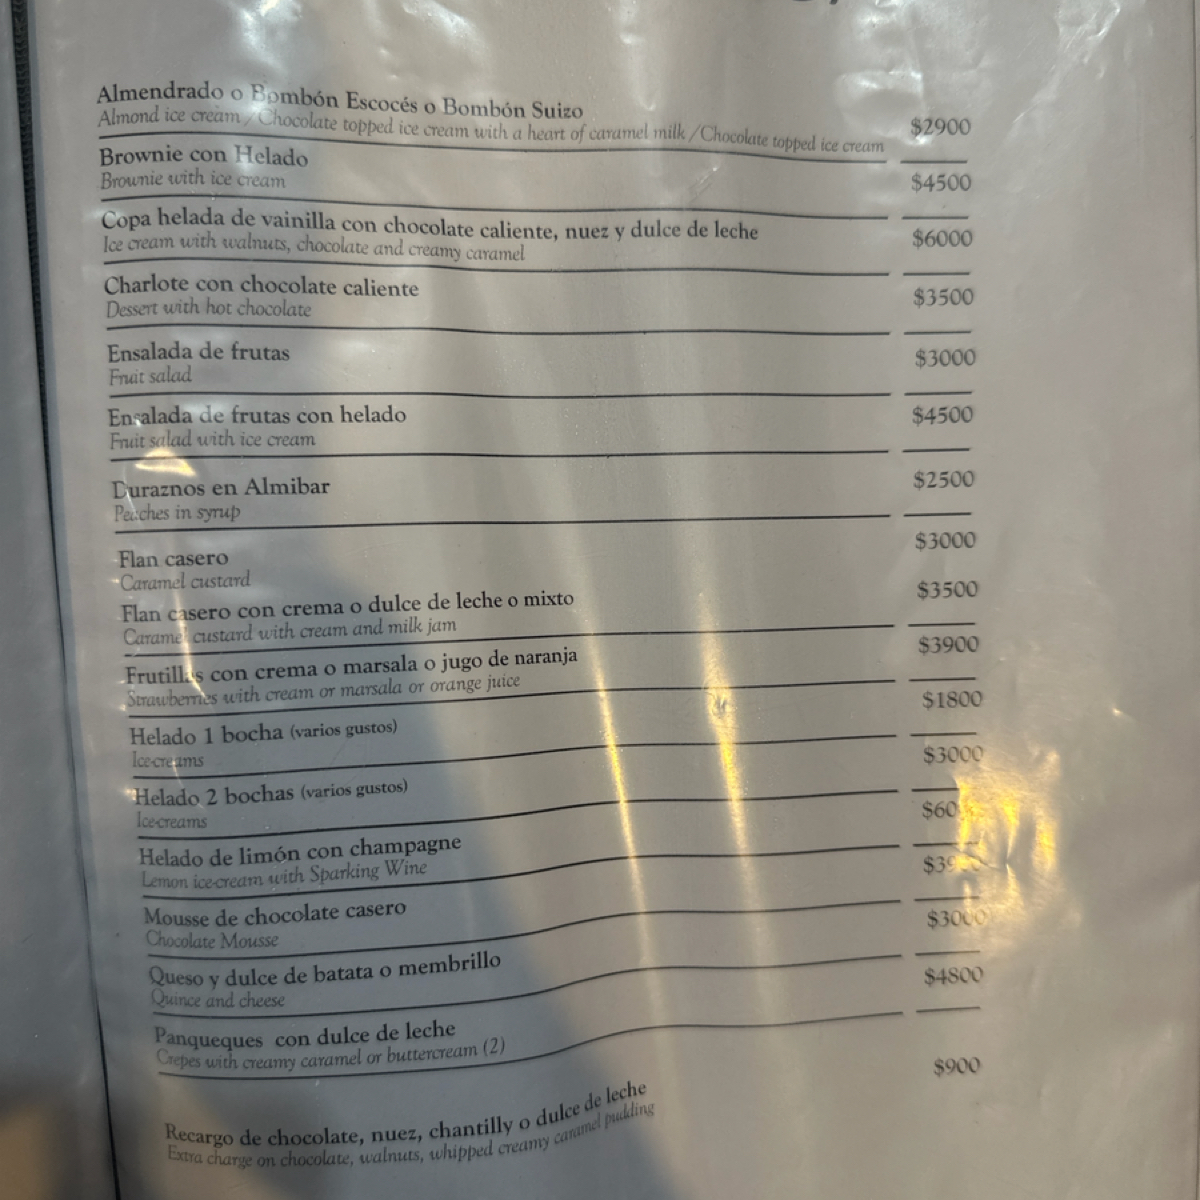 Almendrado o Bombón Escocés o Bombón Suizo
Almond ice cream / Chocolate topped ice cream with a heart of caramel milk / Chocolate topped ice cream $2900
Brownie con Helado
Brownie with ice cream $4500
Copa helada de vainilla con chocolate caliente, nuez y dulce de leche
Ice cream with walnuts, chocolate and creamy caramel $6000
Charlote con chocolate caliente
Dessert with hot chocolate $3500
Ensalada de frutas
Fruit salad $3000
Ensalada de frutas con helado
Fruit salad with ice cream $4500
Duraznos en Almibar
Peaches in syrup $2500
Flan casero
Caramel custard $3000
Flan casero con crema o dulce de leche o mixto
Caramel custard with cream and milk jam $3500
Frutillas con crema o marsala o jugo de naranja
Strawberries with cream or marsala or orange juice $3900
Helado 1 bocha (varios gustos)
Ice-creams $1800
Helado 2 bochas (varios gustos)
Ice-creams $3000
Helado de limón con champagne
Lemon ice-cream with Sparking Wine
Mousse de chocolate casero
Chocolate Mousse
Queso y dulce de batata o membrillo
Quince and cheese $3000
Panqueques con dulce de leche
Crepes with creamy caramel or buttercream (2) $4800
Recargo de chocolate, nuez, chantilly o dulce de leche
Extra charge on chocolate, walnuts, whipped creamy caramel pudding $900